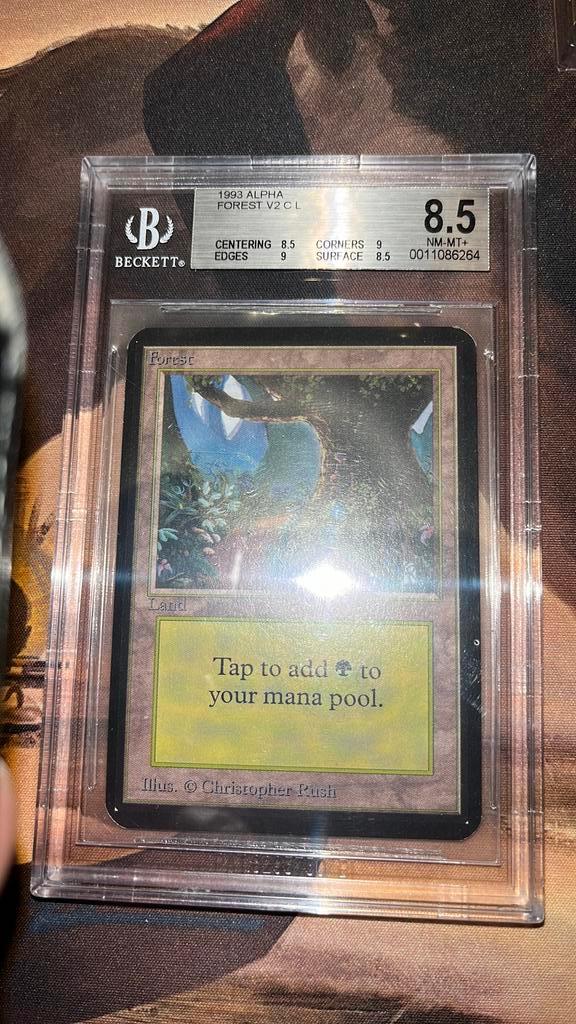 1993 ALPHA
FOREST V2 C L
8.5
CENTERING 8.5 CORNERS 9
NM-MT+
EDGES 9 SURFACE 8.5
0011086264
B
BECKETT®
Forest
Land
Tap to add to
your mana pool.
Illus. © Christopher Rush